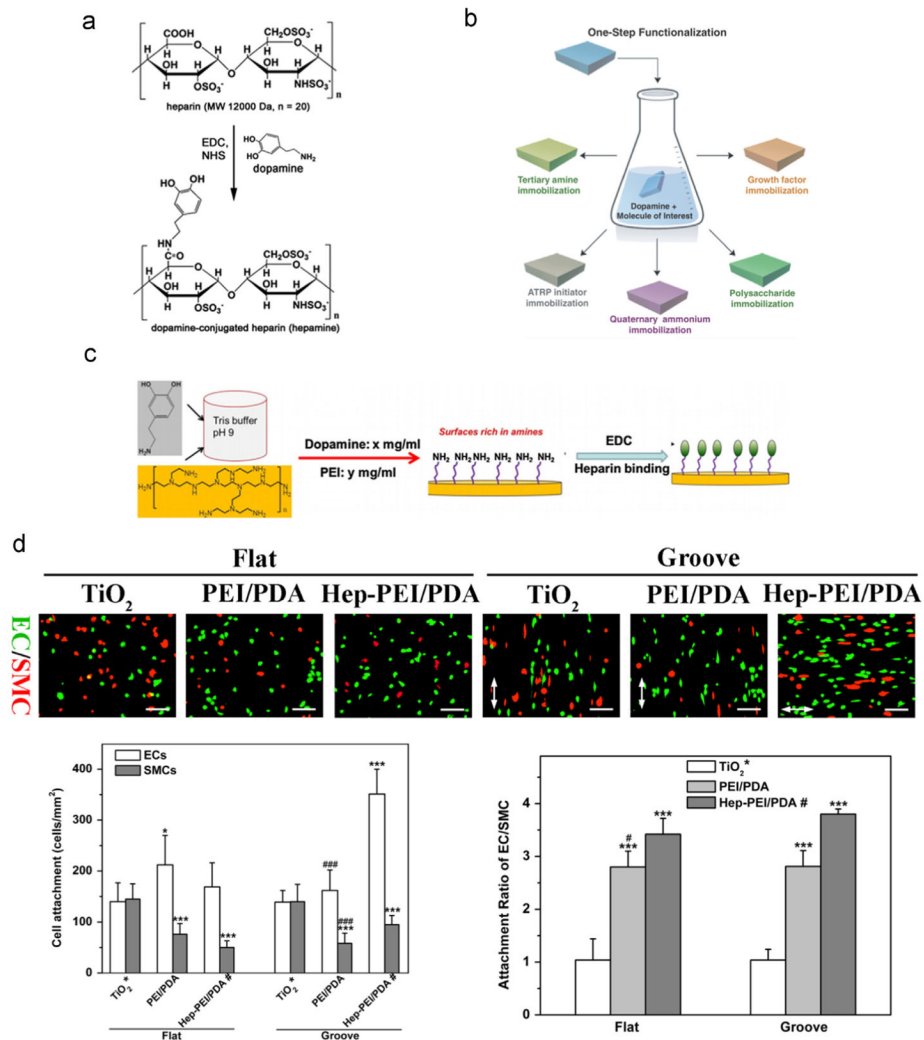 a
COOH
H
O
H
OH
H
H
OSO₃⁻
O
CH₂OSO₃⁻
H
O
H
OH
H
H
NHSO₃⁻
n
heparin (MW 12000 Da, n = 20)
EDC,
NHS
HO
HO
NH₂
dopamine
HO
OH
HN
C=O
H
O
H
OH
H
H
OSO₃⁻
O
CH₂OSO₃⁻
H
O
H
OH
H
H
NHSO₃⁻
n
dopamine-conjugated heparin (hepamine)
b
One-Step Functionalization
Tertiary amine
immobilization
Growth factor
immobilization
Dopamine +
Molecule of Interest
ATRP initiator
immobilization
Quaternary ammonium
immobilization
Polysaccharide
immobilization
c
HO
OH
H₂N
Tris buffer
pH 9
Dopamine: x mg/ml
PEI: y mg/ml
Surfaces rich in amines
NH₂ NH₂ NH₂ NH₂ NH₂ NH₂
EDC
Heparin binding
d
Flat
Groove
TiO₂
PEI/PDA
Hep-PEI/PDA
TiO₂
PEI/PDA
Hep-PEI/PDA
EC/SMC
ECs
SMCs
Cell attachment (cells/mm²)
400
300
200
100
0
*
***
***
###
###
***
***
***
TiO₂*
PEI/PDA
Hep-PEI/PDA #
TiO₂*
PEI/PDA
Hep-PEI/PDA #
Flat
Groove
TiO₂*
PEI/PDA
Hep-PEI/PDA #
Attachment Ratio of EC/SMC
5
4
3
2
1
0
#
***
***
***
***
Flat
Groove